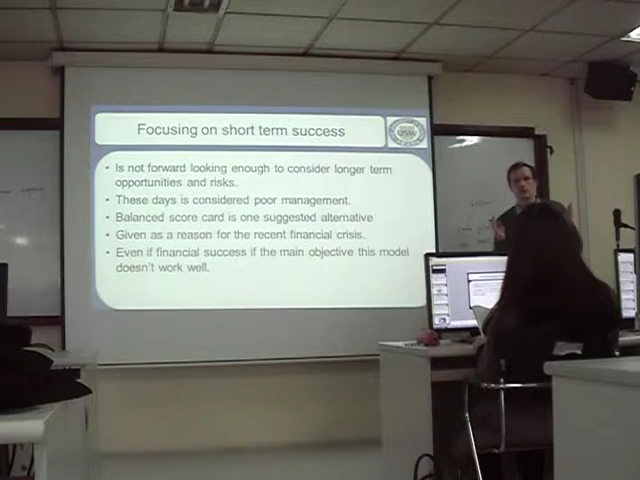 Focusing on short term success
• Is not forward looking enough to consider longer term
opportunities and risks.
• These days is considered poor management.
• Balanced score card is one suggested alternative
• Given as a reason for the recent financial crisis.
• Even if financial success if the main objective this model
doesn't work well.